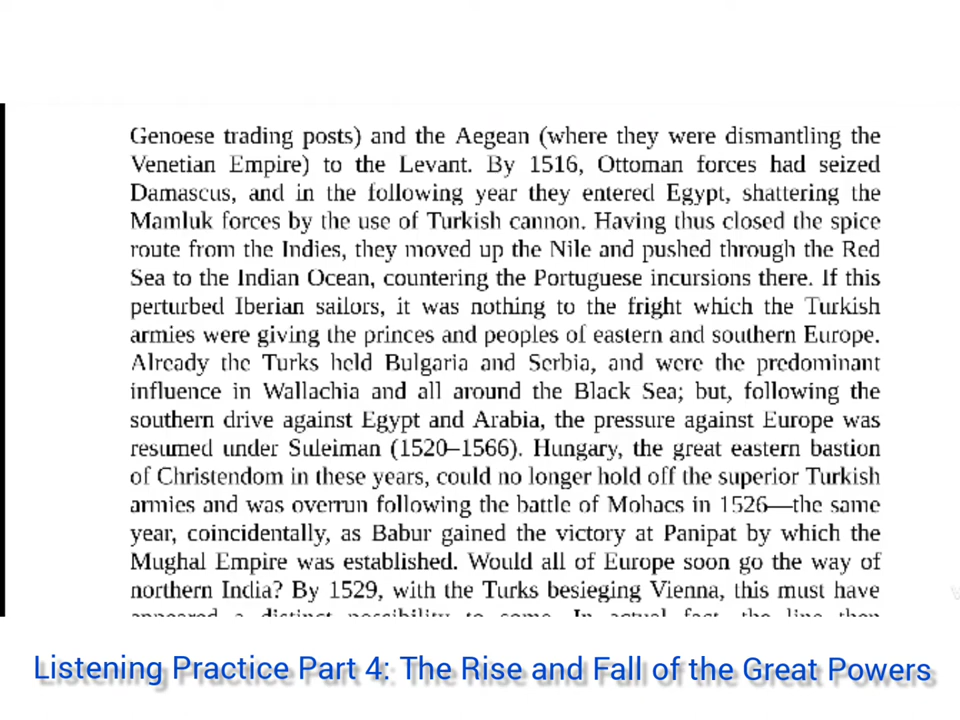 Genoese trading posts) and the Aegean (where they were dismantling the
Venetian Empire) to the Levant. By 1516, Ottoman forces had seized
Damascus, and in the following year they entered Egypt, shattering the
Mamluk forces by the use of Turkish cannon. Having thus closed the spice
route from the Indies, they moved up the Nile and pushed through the Red
Sea to the Indian Ocean, countering the Portuguese incursions there. If this
perturbed Iberian sailors, it was nothing to the fright which the Turkish
armies were giving the princes and peoples of eastern and southern Europe.
Already the Turks held Bulgaria and Serbia, and were the predominant
influence in Wallachia and all around the Black Sea; but, following the
southern drive against Egypt and Arabia, the pressure against Europe was
resumed under Suleiman (1520–1566). Hungary, the great eastern bastion
of Christendom in these years, could no longer hold off the superior Turkish
armies and was overrun following the battle of Mohacs in 1526—the same
year, coincidentally, as Babur gained the victory at Panipat by which the
Mughal Empire was established. Would all of Europe soon go the way of
northern India? By 1529, with the Turks besieging Vienna, this must have
appeared a distinct possibility to some. In actual fact, the line then
Listening Practice Part 4: The Rise and Fall of the Great Powers